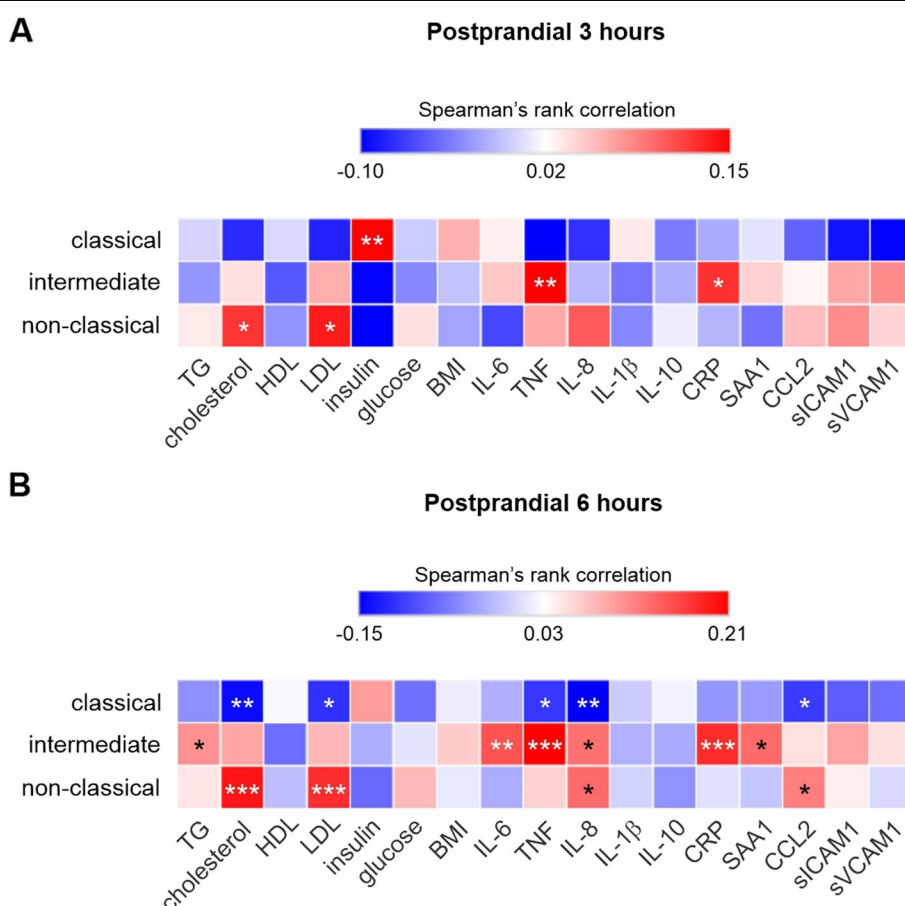 A
Postprandial 3 hours
Spearman's rank correlation
-0.10 0.02 0.15
classical **
intermediate ** *
non-classical * *
TG cholesterol HDL LDL insulin glucose BMI IL-6 TNF IL-8 IL-1β IL-10 CRP SAA1 CCL2 sICAM1 sVCAM1
B
Postprandial 6 hours
Spearman's rank correlation
-0.15 0.03 0.21
classical ** * * ** *
intermediate * ** *** * *** *
non-classical *** *** * *
TG cholesterol HDL LDL insulin glucose BMI IL-6 TNF IL-8 IL-1β IL-10 CRP SAA1 CCL2 sICAM1 sVCAM1